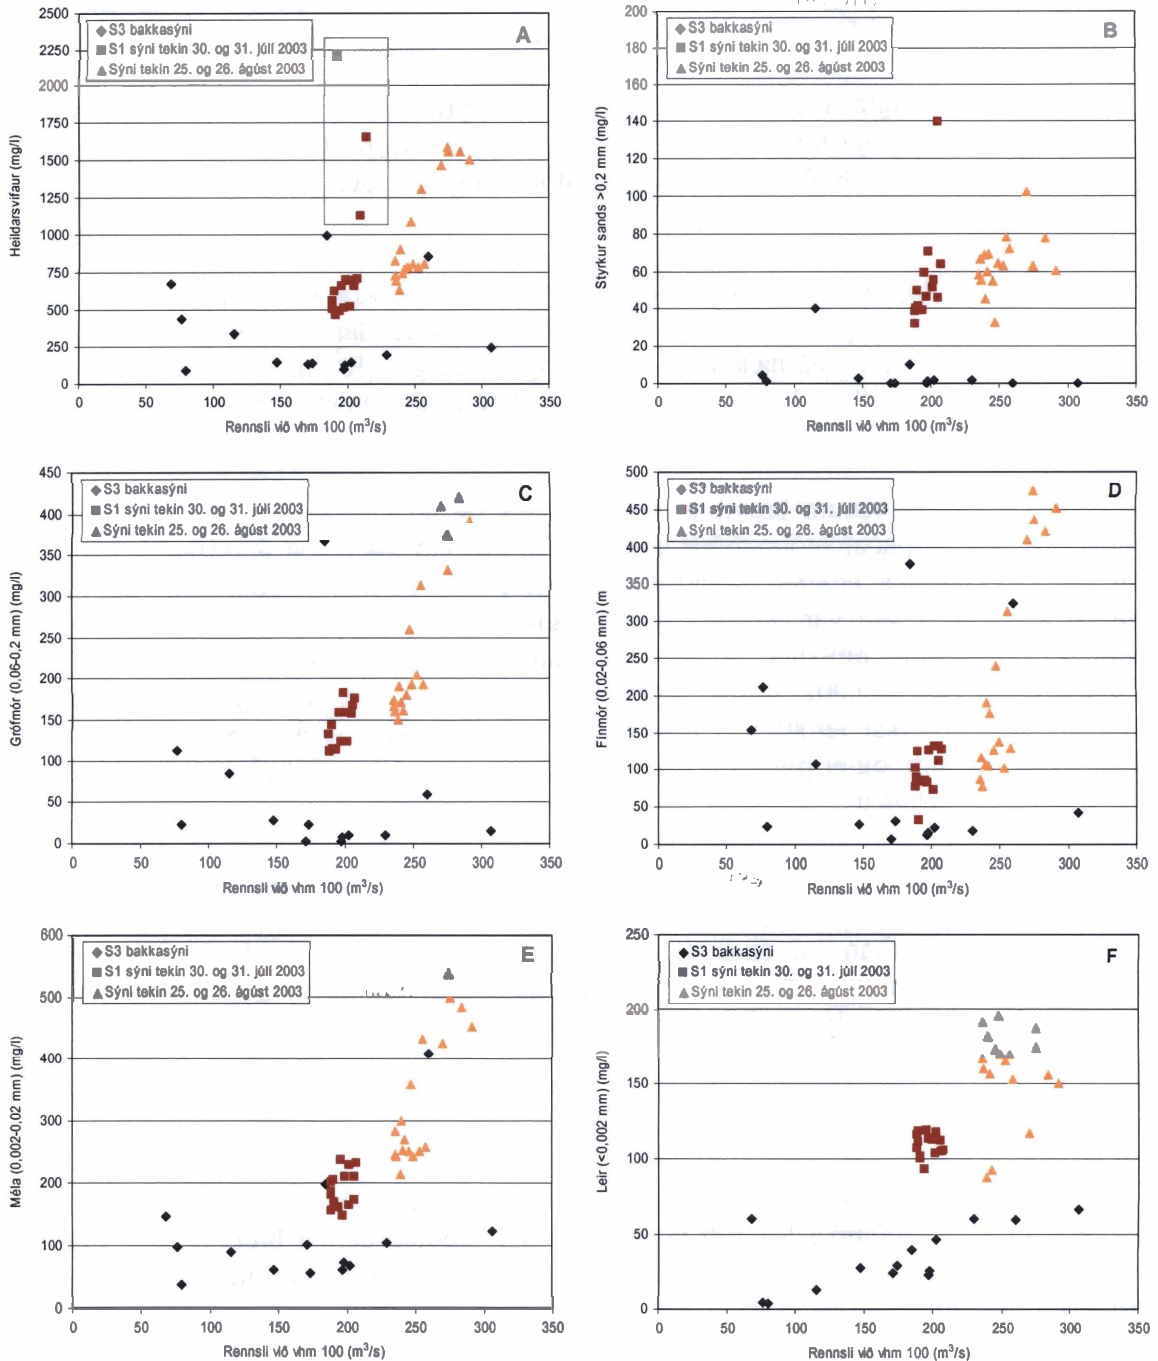 A
S3 bakkasýni
S1 sýni tekin 30. og 31. júlí 2003
Sýni tekin 25. og 26. ágúst 2003
Heildarsvifaur (mg/l)
2500
2250
2000
1750
1500
1250
1000
750
500
250
0
0 50 100 150 200 250 300 350
Rennsli við vhm 100 (m³/s)
B
S3 bakkasýni
S1 sýni tekin 30. og 31. júlí 2003
Sýni tekin 25. og 26. ágúst 2003
Styrkur sands >0,2 mm (mg/l)
200
180
160
140
120
100
80
60
40
20
0
0 50 100 150 200 250 300 350
Rennsli við vhm 100 (m³/s)
C
S3 bakkasýni
S1 sýni tekin 30. og 31. júlí 2003
Sýni tekin 25. og 26. ágúst 2003
Grófmór (0,06-0,2 mm) (mg/l)
450
400
350
300
250
200
150
100
50
0
0 50 100 150 200 250 300 350
Rennsli við vhm 100 (m³/s)
D
S3 bakkasýni
S1 sýni tekin 30. og 31. júlí 2003
Sýni tekin 25. og 26. ágúst 2003
Fínmór (0,02-0,06 mm) (m
500
450
400
350
300
250
200
150
100
50
0
0 50 100 150 200 250 300 350
Rennsli við vhm 100 (m³/s)
E
S3 bakkasýni
S1 sýni tekin 30. og 31. júlí 2003
Sýni tekin 25. og 26. ágúst 2003
Méla (0,002-0,02 mm) (mg/l)
600
500
400
300
200
100
0
0 50 100 150 200 250 300 350
Rennsli við vhm 100 (m³/s)
F
S3 bakkasýni
S1 sýni tekin 30. og 31. júlí 2003
Sýni tekin 25. og 26. ágúst 2003
Leir (<0,002 mm) (mg/l)
250
200
150
100
50
0
0 50 100 150 200 250 300 350
Rennsli við vhm 100 (m³/s)